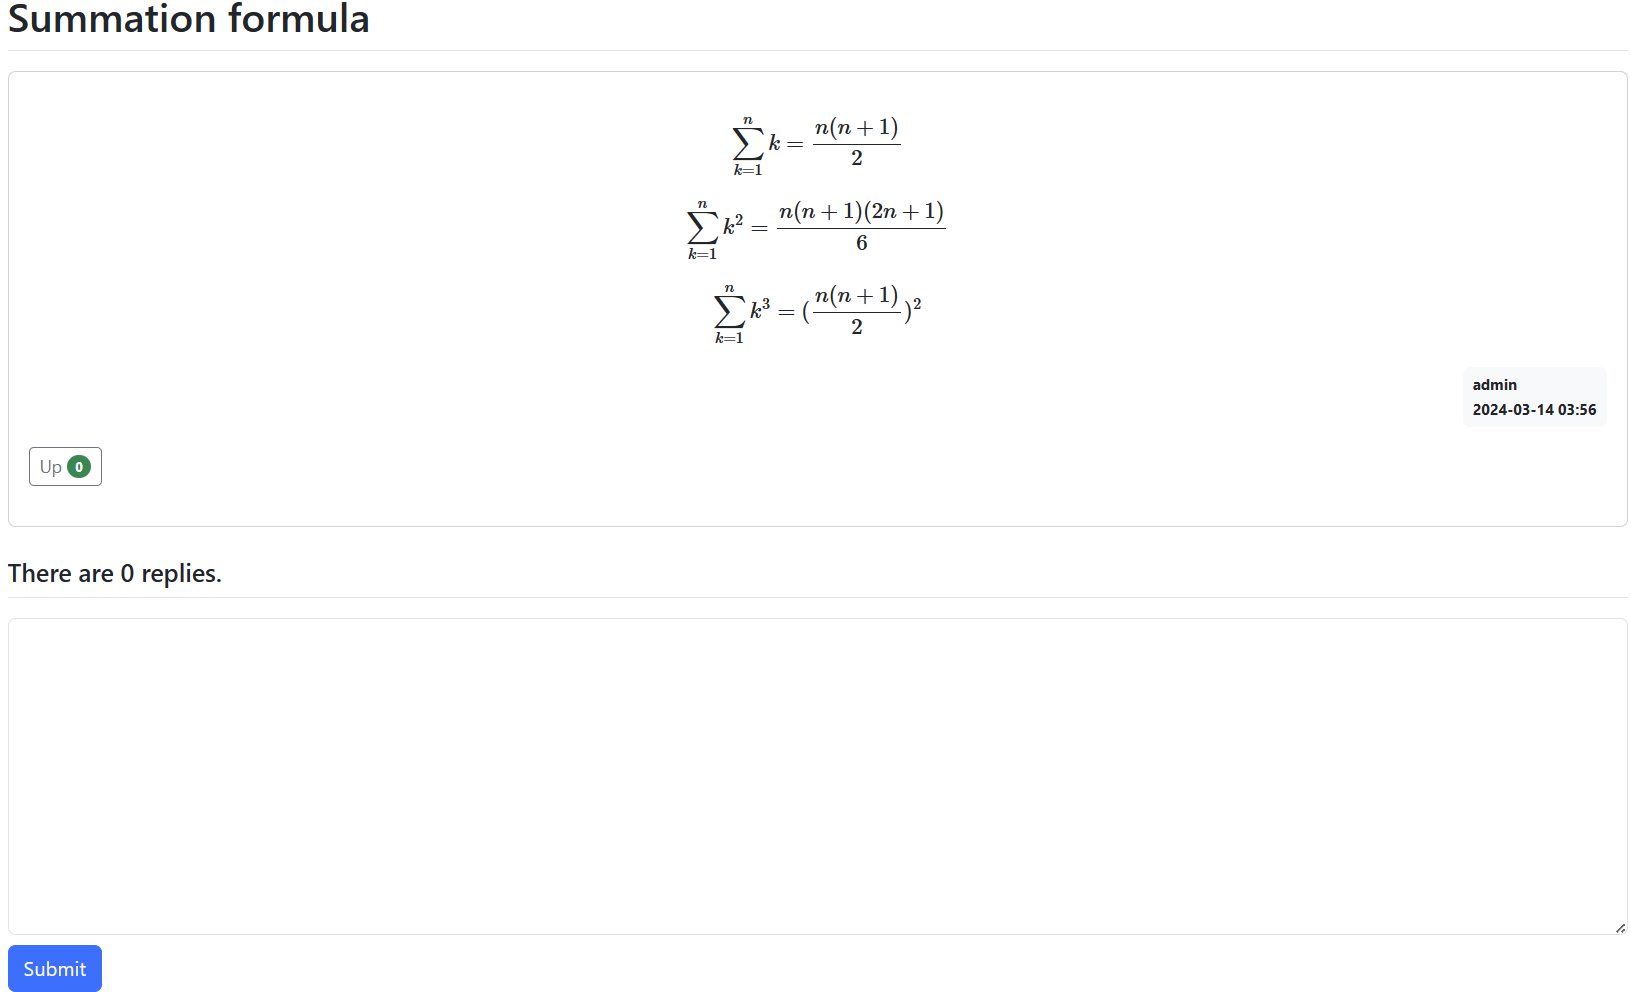 Summation formula
$$\sum_{k=1}^{n} k = \frac{n(n+1)}{2}$$
$$\sum_{k=1}^{n} k^2 = \frac{n(n+1)(2n+1)}{6}$$
$$\sum_{k=1}^{n} k^3 = (\frac{n(n+1)}{2})^2$$
admin
2024-03-14 03:56
Up 0
There are 0 replies.
Submit